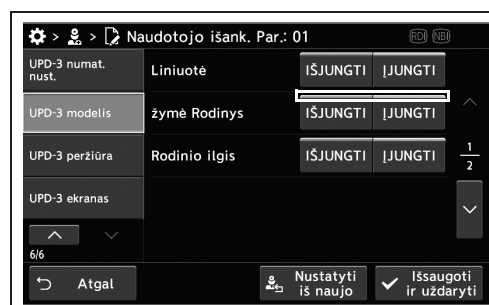 > > Naudotojo išank. Par.: 01 RDI NBI
UPD-3 numat.
nust.
Liniuotė IŠJUNGTI ĮJUNGTI
UPD-3 modelis
žymė Rodinys IŠJUNGTI ĮJUNGTI
UPD-3 peržiūra
Rodinio ilgis IŠJUNGTI ĮJUNGTI
1
2
UPD-3 ekranas
6/6
Atgal
Nustatyti
iš naujo
Išsaugoti
ir uždaryti